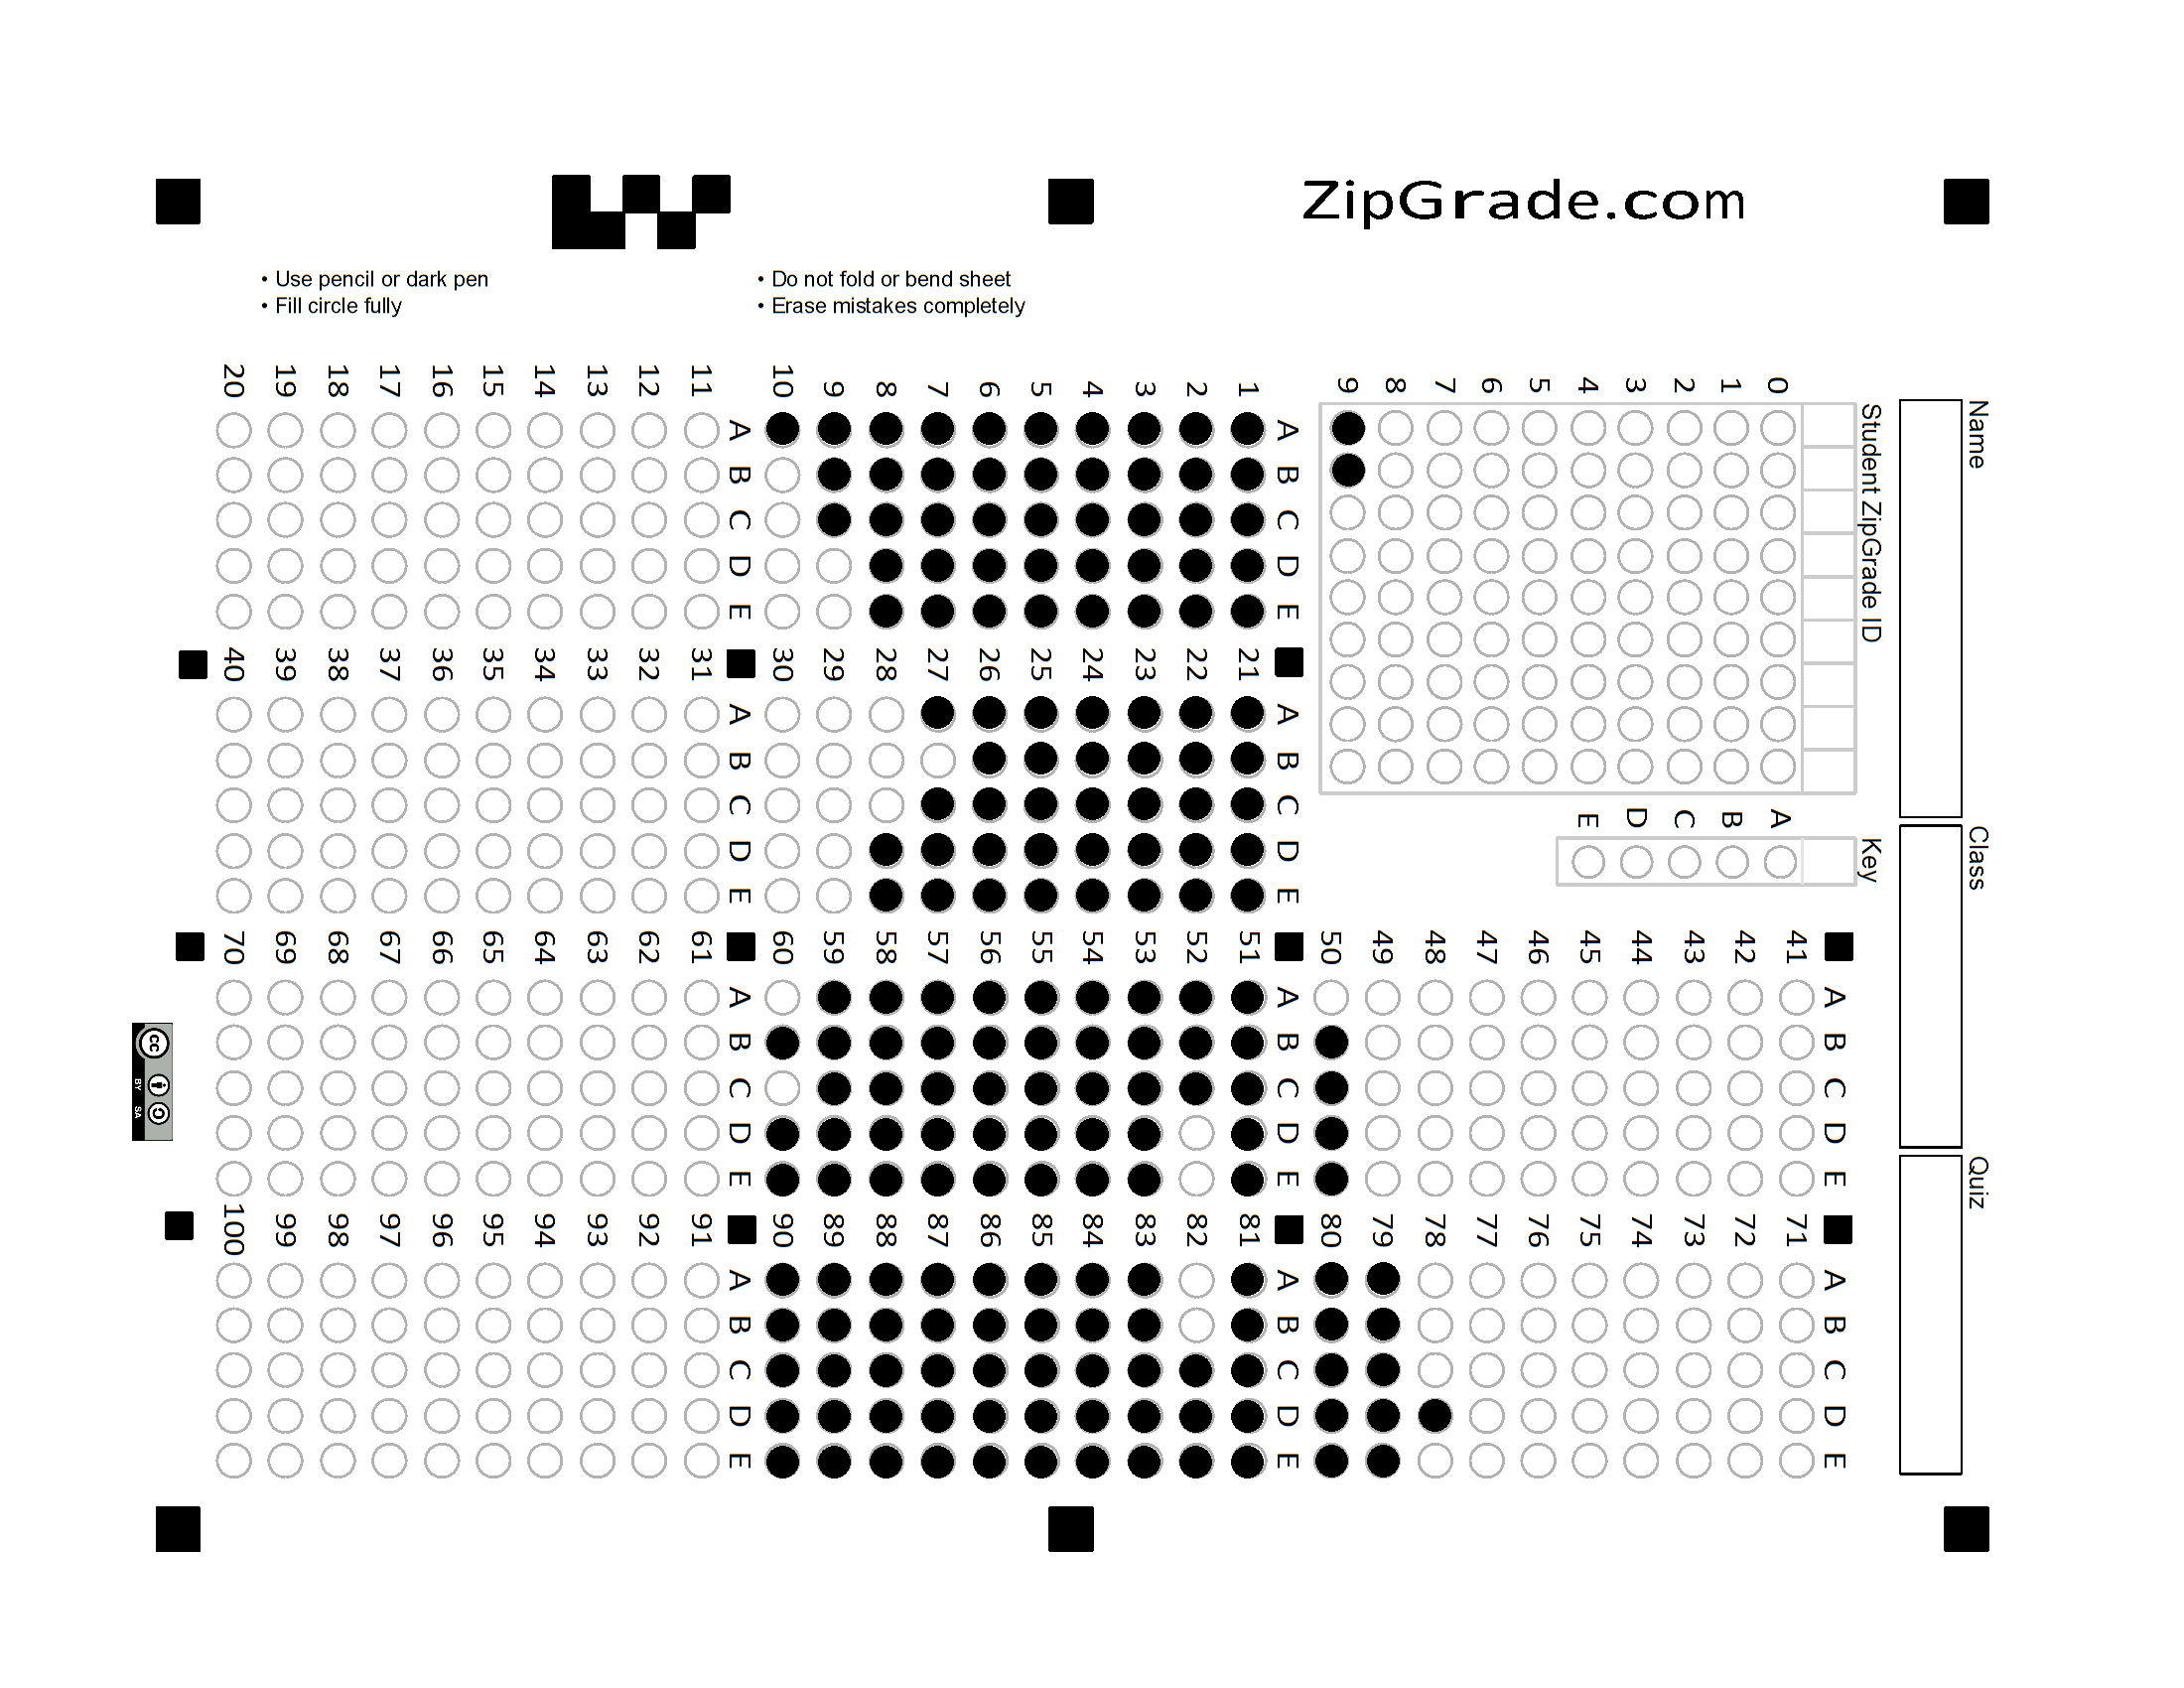 ZipGrade.com
• Use pencil or dark pen
• Fill circle fully
• Do not fold or bend sheet
• Erase mistakes completely
Name
Class
Quiz
Student ZipGrade ID
0 1 2 3 4 5 6 7 8 9
Key
A B C D E
A B C D E
1 2 3 4 5 6 7 8 9 10
A B C D E
11 12 13 14 15 16 17 18 19 20
A B C D E
21 22 23 24 25 26 27 28 29 30
A B C D E
31 32 33 34 35 36 37 38 39 40
A B C D E
41 42 43 44 45 46 47 48 49 50
A B C D E
51 52 53 54 55 56 57 58 59 60
A B C D E
61 62 63 64 65 66 67 68 69 70
A B C D E
71 72 73 74 75 76 77 78 79 80
A B C D E
81 82 83 84 85 86 87 88 89 90
A B C D E
91 92 93 94 95 96 97 98 99 100
cc BY SA